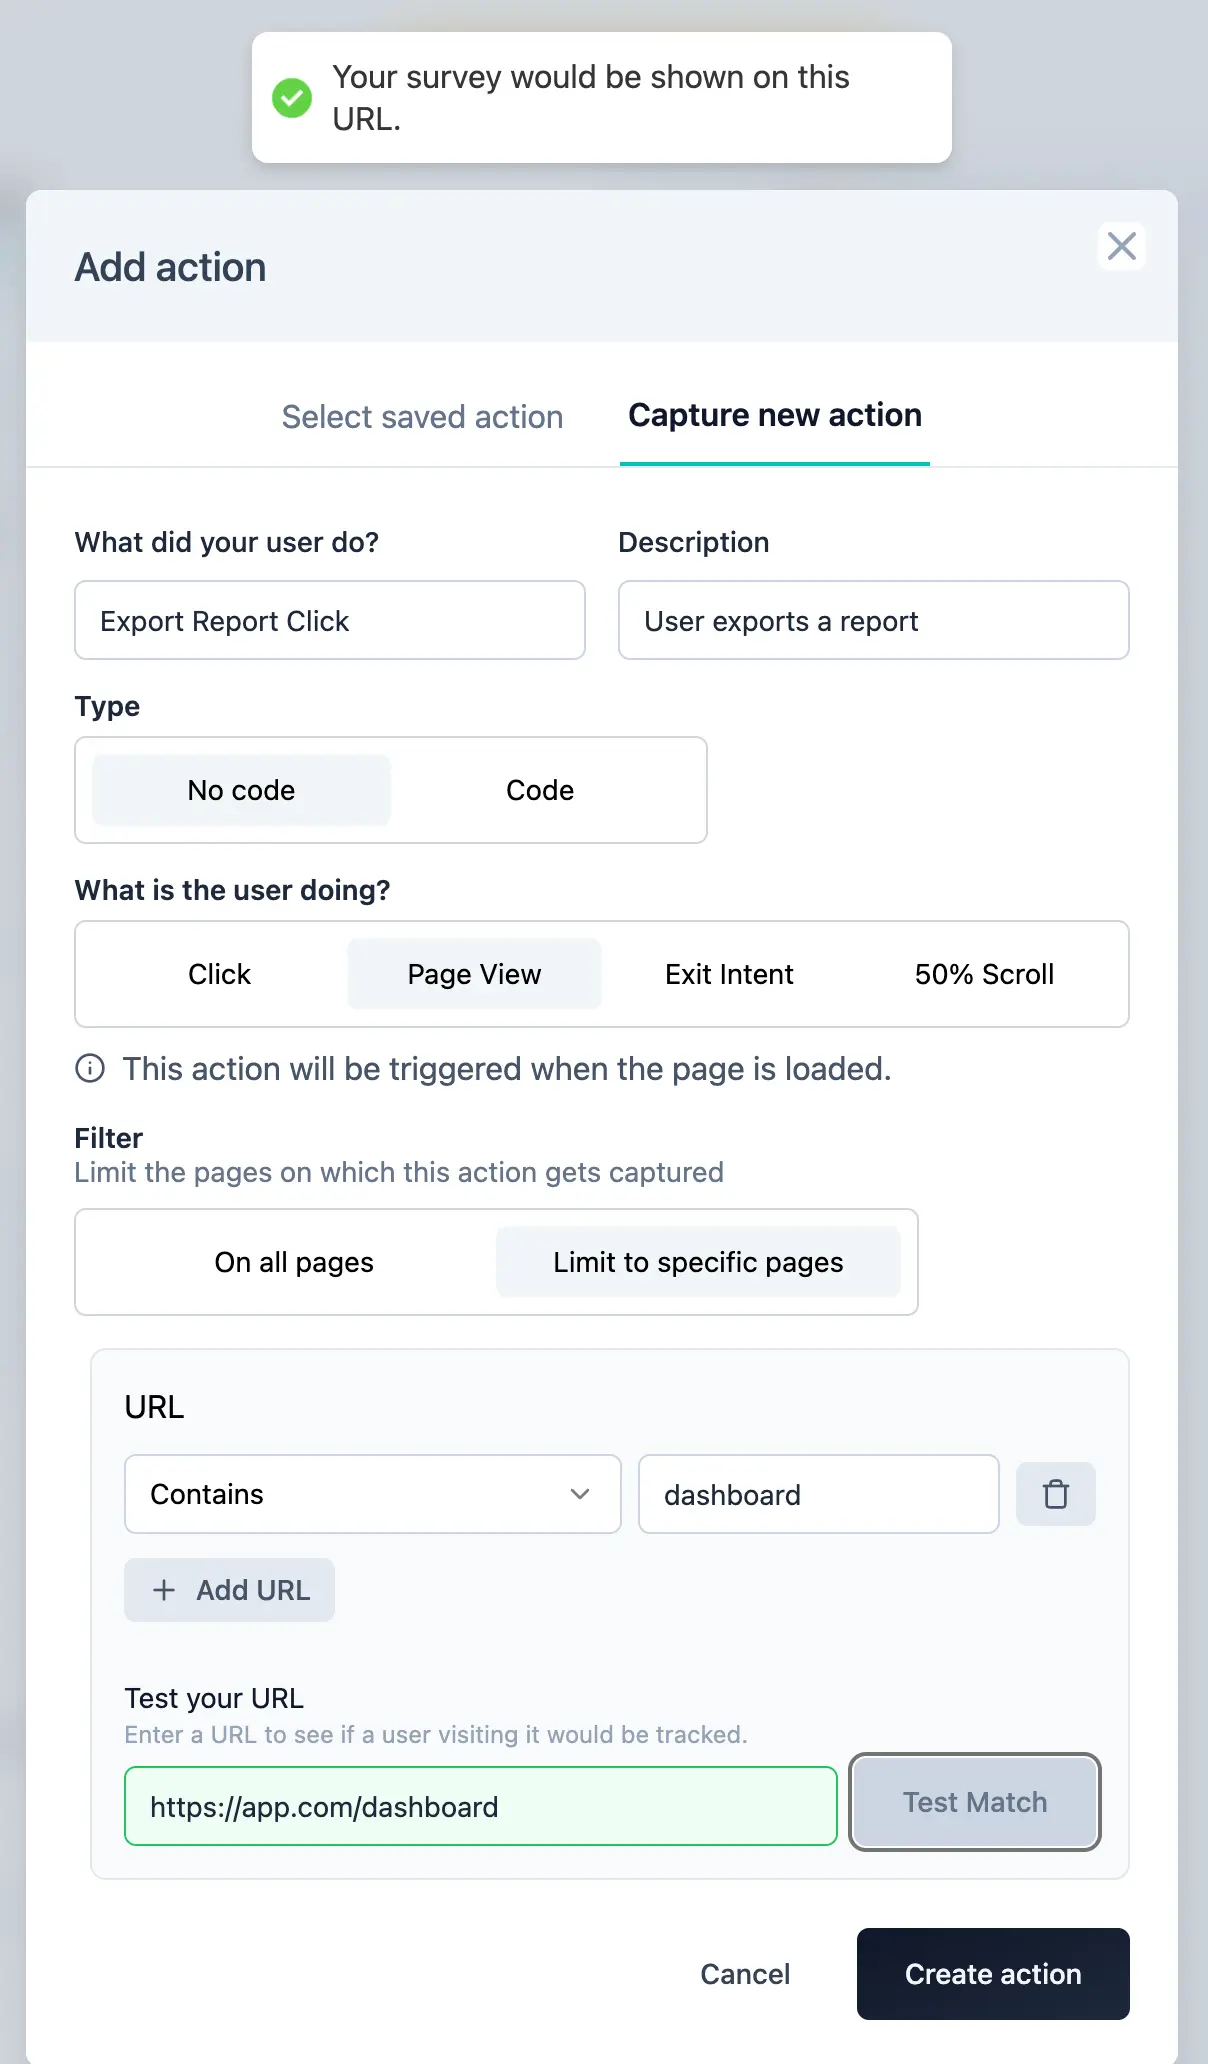 Your survey would be shown on this
URL.
Add action
Select saved action
Capture new action
What did your user do?
Description
Export Report Click
User exports a report
Type
No code
Code
What is the user doing?
Click
Page View
Exit Intent
50% Scroll
This action will be triggered when the page is loaded.
Filter
Limit the pages on which this action gets captured
On all pages
Limit to specific pages
URL
Contains
dashboard
Add URL
Test your URL
Enter a URL to see if a user visiting it would be tracked.
https://app.com/dashboard
Test Match
Cancel
Create action